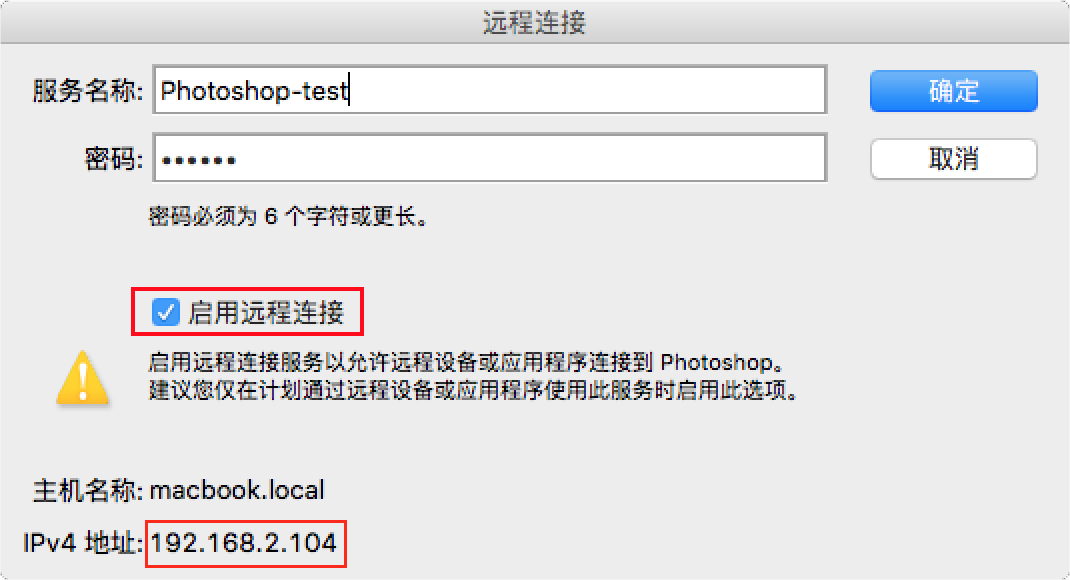 远程连接
服务名称: Photoshop-test
确定
密码: ••••••
取消
密码必须为 6 个字符或更长。
启用远程连接
启用远程连接服务以允许远程设备或应用程序连接到 Photoshop。
建议您仅在计划通过远程设备或应用程序使用此服务时启用此选项。
主机名称: macbook.local
IPv4 地址: 192.168.2.104